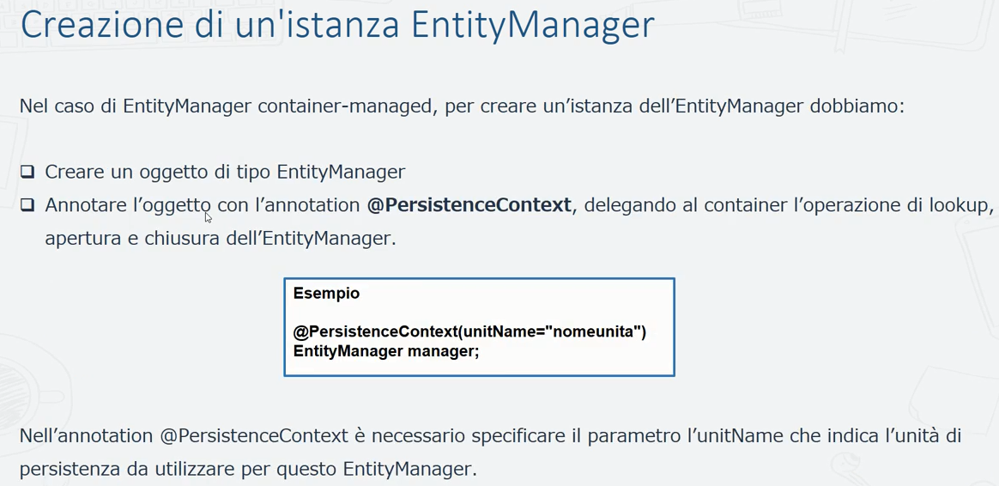 Creazione di un'istanza EntityManager
Nel caso di EntityManager container-managed, per creare un’istanza dell’EntityManager dobbiamo:
❑ Creare un oggetto di tipo EntityManager
❑ Annotare l’oggetto con l’annotation @PersistenceContext, delegando al container l’operazione di lookup,
apertura e chiusura dell’EntityManager.
Esempio
@PersistenceContext(unitName="nomeunita")
EntityManager manager;
Nell’annotation @PersistenceContext è necessario specificare il parametro l’unitName che indica l’unità di
persistenza da utilizzare per questo EntityManager.